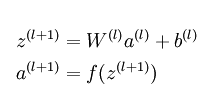 z^{(l+1)} = W^{(l)}a^{(l)} + b^{(l)}
a^{(l+1)} = f(z^{(l+1)})